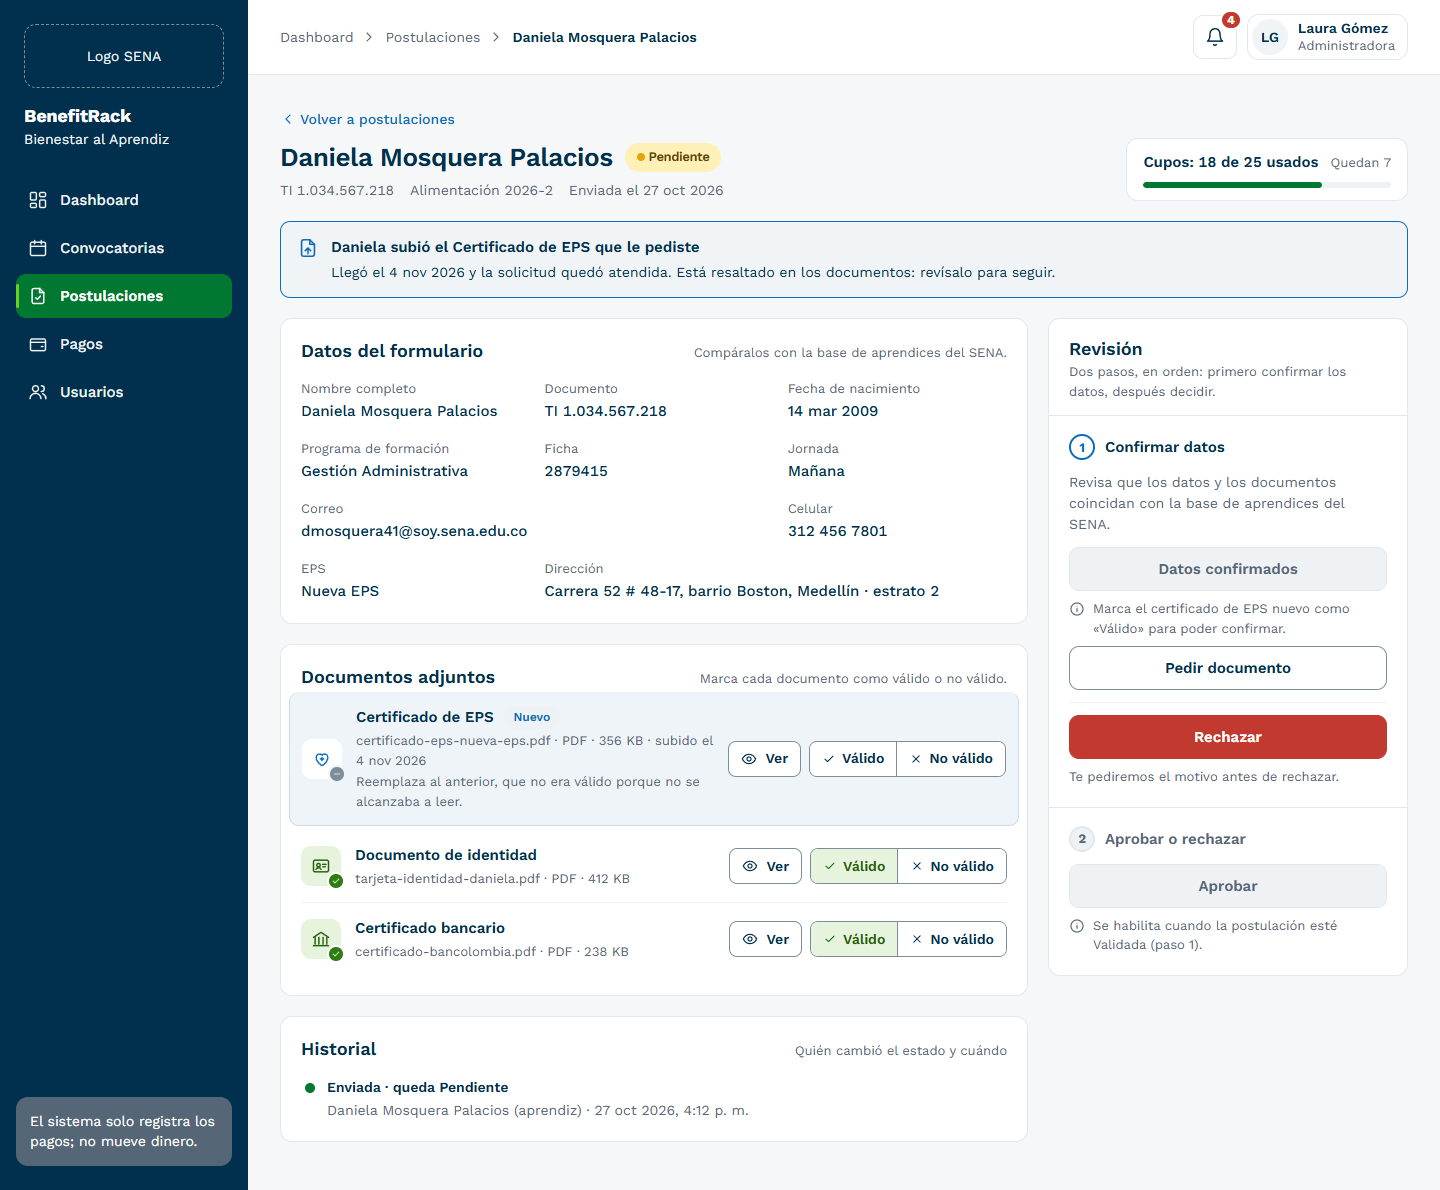 Logo SENA
BenefitRack
Bienestar al Aprendiz
Dashboard
Convocatorias
Postulaciones
Pagos
Usuarios
El sistema solo registra los
pagos; no mueve dinero.
Dashboard > Postulaciones > Daniela Mosquera Palacios
4
LG
Laura Gómez
Administradora
Volver a postulaciones
Daniela Mosquera Palacios
Pendiente
TI 1.034.567.218 Alimentación 2026-2 Enviada el 27 oct 2026
Cupos: 18 de 25 usados Quedan 7
Daniela subió el Certificado de EPS que le pediste
Llegó el 4 nov 2026 y la solicitud quedó atendida. Está resaltado en los documentos: revísalo para seguir.
Datos del formulario
Compáralos con la base de aprendices del SENA.
Nombre completo Documento Fecha de nacimiento
Daniela Mosquera Palacios TI 1.034.567.218 14 mar 2009
Programa de formación Ficha Jornada
Gestión Administrativa 2879415 Mañana
Correo Celular
dmosquera41@soy.sena.edu.co 312 456 7801
EPS Dirección
Nueva EPS Carrera 52 # 48-17, barrio Boston, Medellín · estrato 2
Documentos adjuntos
Marca cada documento como válido o no válido.
Certificado de EPS Nuevo
certificado-eps-nueva-eps.pdf · PDF · 356 KB · subido el
4 nov 2026
Reemplaza al anterior, que no era válido porque no se
alcanzaba a leer.
Ver Válido No válido
Documento de identidad
tarjeta-identidad-daniela.pdf · PDF · 412 KB
Ver Válido No válido
Certificado bancario
certificado-bancolombia.pdf · PDF · 238 KB
Ver Válido No válido
Historial
Quién cambió el estado y cuándo
Enviada · queda Pendiente
Daniela Mosquera Palacios (aprendiz) · 27 oct 2026, 4:12 p. m.
Revisión
Dos pasos, en orden: primero confirmar los
datos, después decidir.
1 Confirmar datos
Revisa que los datos y los documentos
coincidan con la base de aprendices del
SENA.
Datos confirmados
Marca el certificado de EPS nuevo como
«Válido» para poder confirmar.
Pedir documento
Rechazar
Te pediremos el motivo antes de rechazar.
2 Aprobar o rechazar
Aprobar
Se habilita cuando la postulación esté
Validada (paso 1).